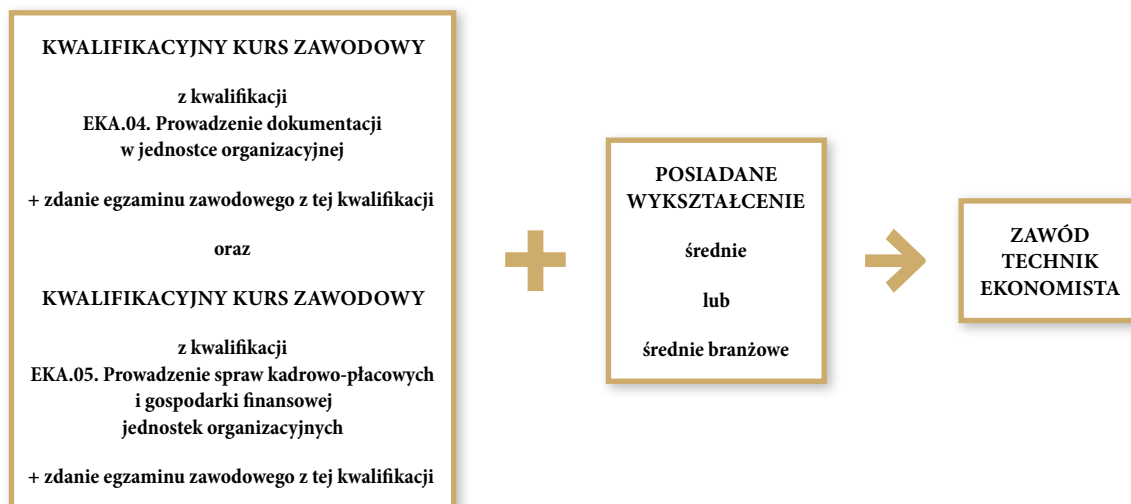 KWALIFIKACYJNY KURS ZAWODOWY
z kwalifikacji
EKA.04. Prowadzenie dokumentacji
w jednostce organizacyjnej
+ zdanie egzaminu zawodowego z tej kwalifikacji
oraz
KWALIFIKACYJNY KURS ZAWODOWY
z kwalifikacji
EKA.05. Prowadzenie spraw kadrowo-płacowych
i gospodarki finansowej
jednostek organizacyjnych
+ zdanie egzaminu zawodowego z tej kwalifikacji
POSIADANE
WYKSZTAŁCENIE
średnie
lub
średnie branżowe
ZAWÓD
TECHNIK
EKONOMISTA